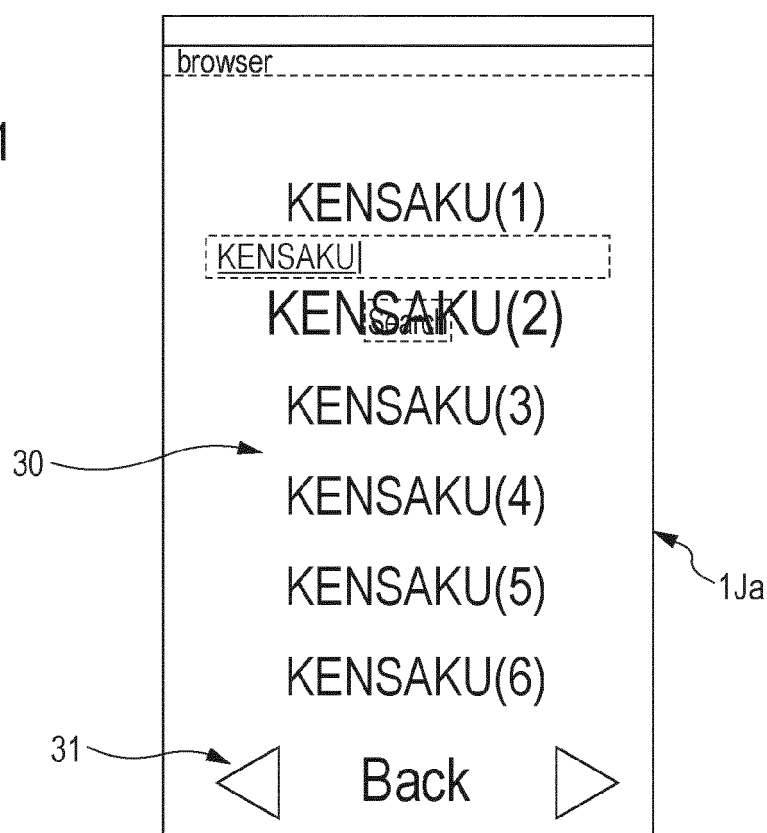 browser
1
KENSAKU(1)
KENSAKU
KENSAKU(2)
Search
KENSAKU(3)
30
KENSAKU(4)
1Ja
KENSAKU(5)
KENSAKU(6)
31
Back